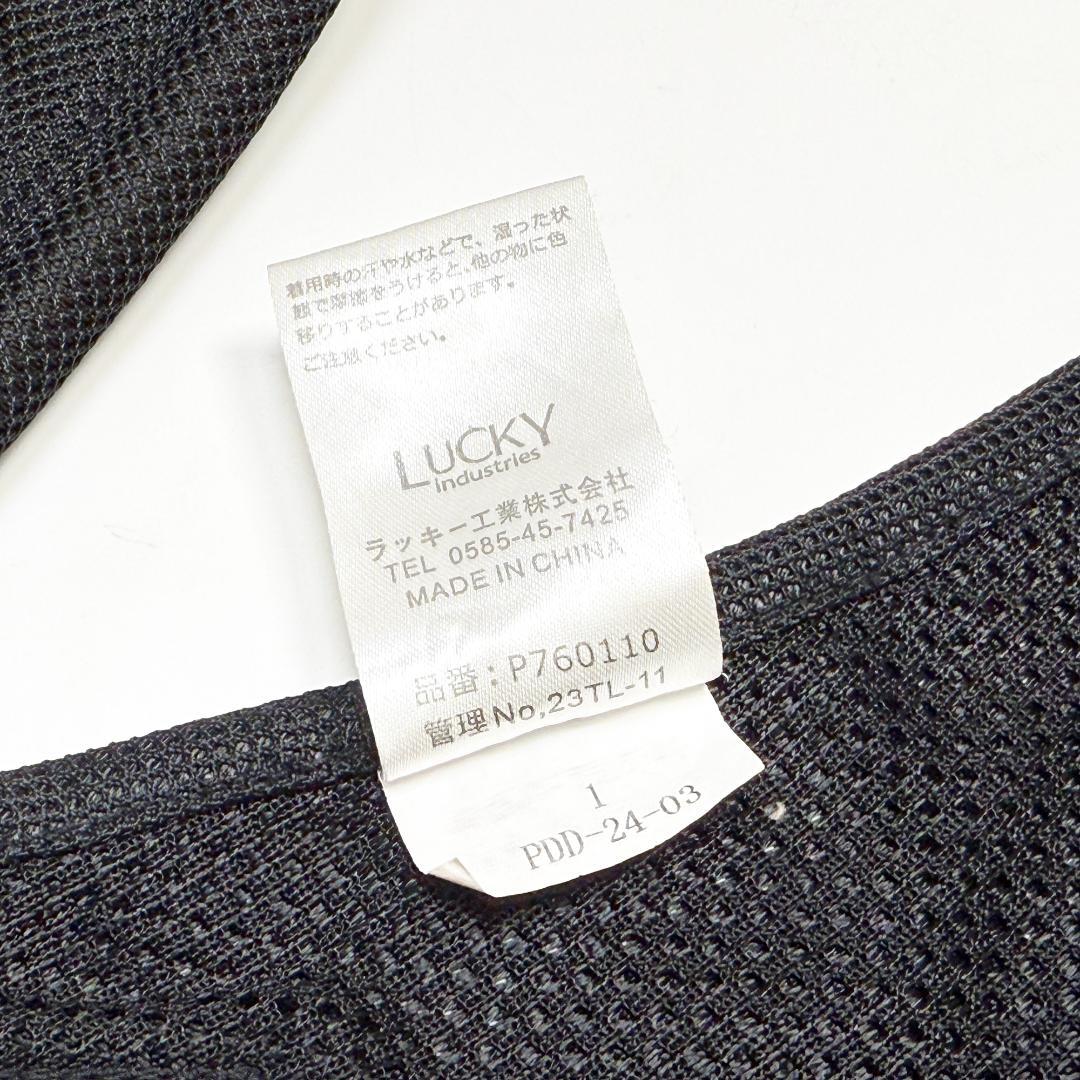 着用時の汗や水などで、湿った状
態で摩擦をうけると、他の物に色
移りすることがあります。
ご注意ください。
LUCKY
industries
ラッキー工業株式会社
TEL 0585-45-7425
MADE IN CHINA
品番：P760110
管理No,23TL-11
1
PDD-24-03